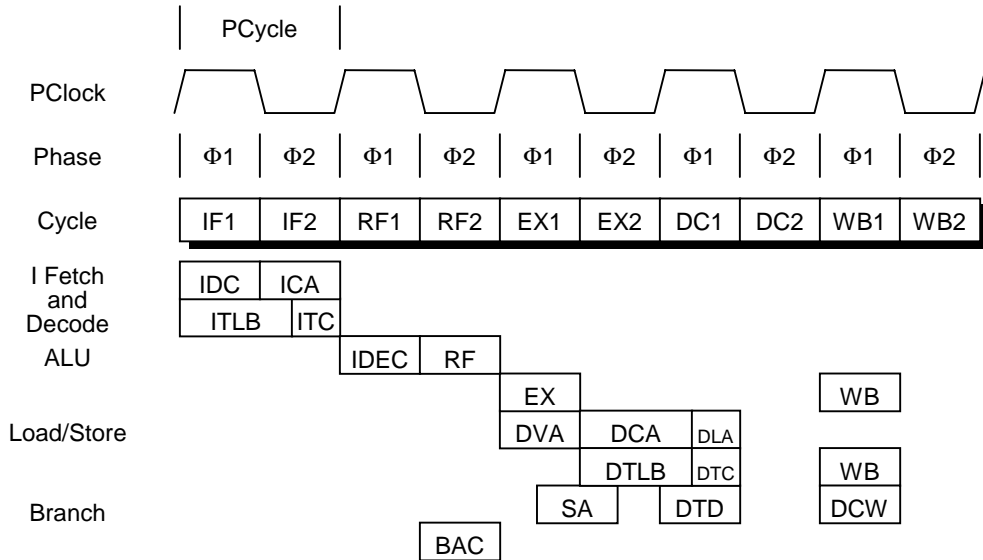 PCycle
PClock
Phase Φ1 Φ2 Φ1 Φ2 Φ1 Φ2 Φ1 Φ2 Φ1 Φ2
Cycle IF1 IF2 RF1 RF2 EX1 EX2 DC1 DC2 WB1 WB2
I Fetch
and
Decode
IDC ICA
ITLB ITC
ALU IDEC RF
EX WB
Load/Store DVA DCA DLA
DTLB DTC WB
Branch SA DTD DCW
BAC